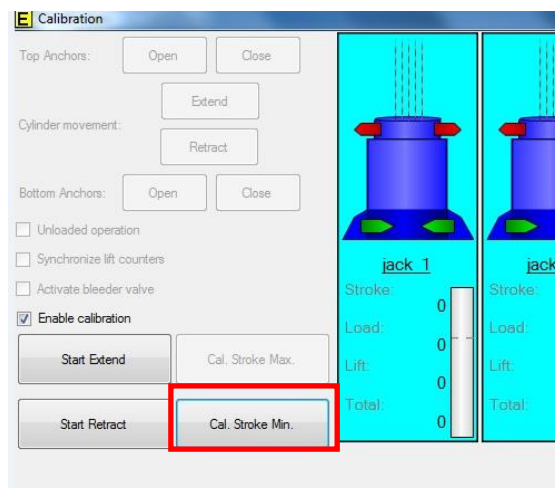 E Calibration
Top Anchors: Open Close
Extend
Cylinder movement:
Retract
Bottom Anchors: Open Close
Unloaded operation
Synchronize lift counters
Activate bleeder valve
Enable calibration
Start Extend Cal. Stroke Max.
Start Retract Cal. Stroke Min.
jack 1
Stroke:
0
Load:
0
Lift:
0
Total:
0
jack
Stroke:
Load:
Lift:
Total: